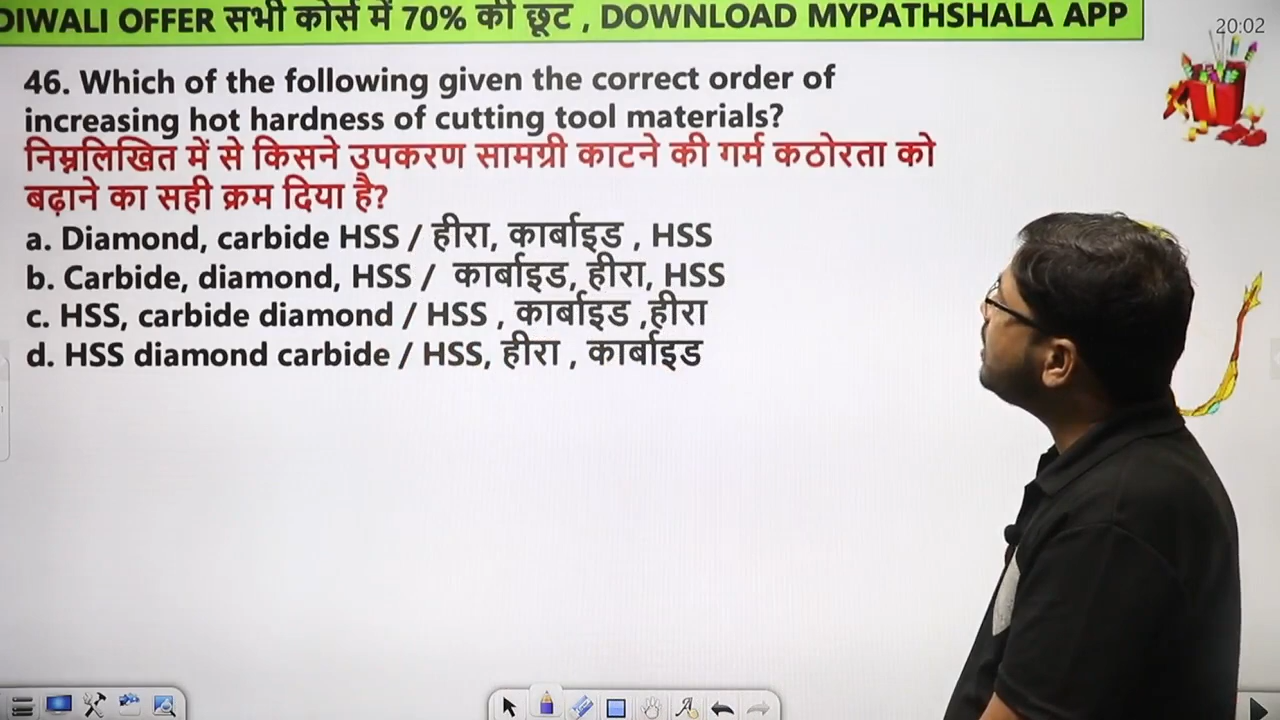 DIWALI OFFER सभी कोर्स में 70% की छूट , DOWNLOAD MYPATHSHALA APP
20:02
46. Which of the following given the correct order of
increasing hot hardness of cutting tool materials?
निम्नलिखित में से किसने उपकरण सामग्री काटने की गर्म कठोरता को
बढ़ाने का सही क्रम दिया है?
a. Diamond, carbide HSS / हीरा, कार्बाइड , HSS
b. Carbide, diamond, HSS / कार्बाइड, हीरा, HSS
c. HSS, carbide diamond / HSS , कार्बाइड ,हीरा
d. HSS diamond carbide / HSS, हीरा , कार्बाइड